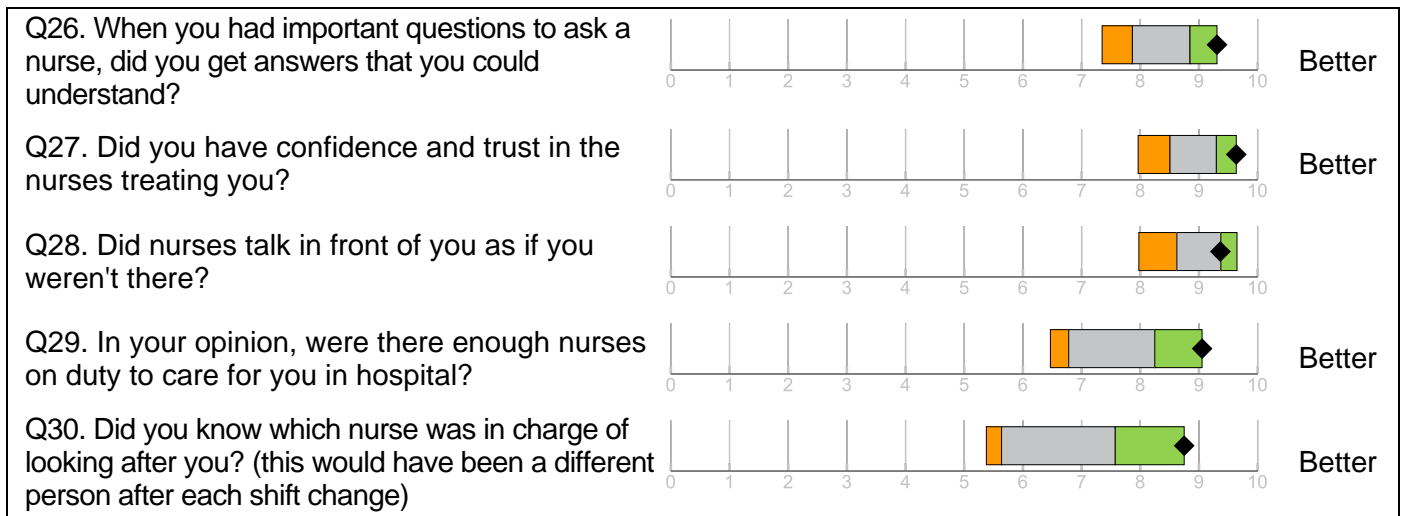 Q26. When you had important questions to ask a
nurse, did you get answers that you could
understand?
0 1 2 3 4 5 6 7 8 9 10
Better
Q27. Did you have confidence and trust in the
nurses treating you?
0 1 2 3 4 5 6 7 8 9 10
Better
Q28. Did nurses talk in front of you as if you
weren't there?
0 1 2 3 4 5 6 7 8 9 10
Q29. In your opinion, were there enough nurses
on duty to care for you in hospital?
0 1 2 3 4 5 6 7 8 9 10
Better
Q30. Did you know which nurse was in charge of
looking after you? (this would have been a different
person after each shift change)
0 1 2 3 4 5 6 7 8 9 10
Better